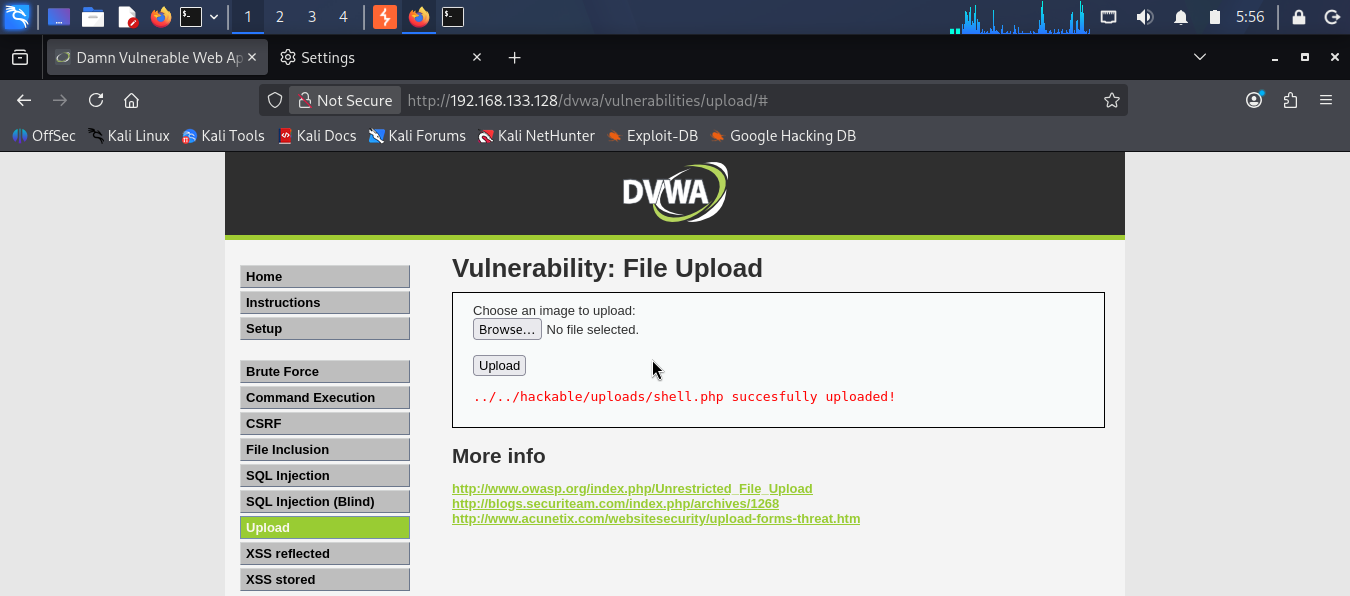 1 2 3 4 5:56
Damn Vulnerable Web Ap Settings
Not Secure http://192.168.133.128/dvwa/vulnerabilities/upload/#
OffSec Kali Linux Kali Tools Kali Docs Kali Forums Kali NetHunter Exploit-DB Google Hacking DB
DVWA
Vulnerability: File Upload
Home
Instructions
Setup
Brute Force
Command Execution
CSRF
File Inclusion
SQL Injection
SQL Injection (Blind)
Upload
XSS reflected
XSS stored
Choose an image to upload:
Browse... No file selected.
Upload
../../hackable/uploads/shell.php succesfully uploaded!
More info
http://www.owasp.org/index.php/Unrestricted_File_Upload
http://blogs.securiteam.com/index.php/archives/1268
http://www.acunetix.com/websitesecurity/upload-forms-threat.htm